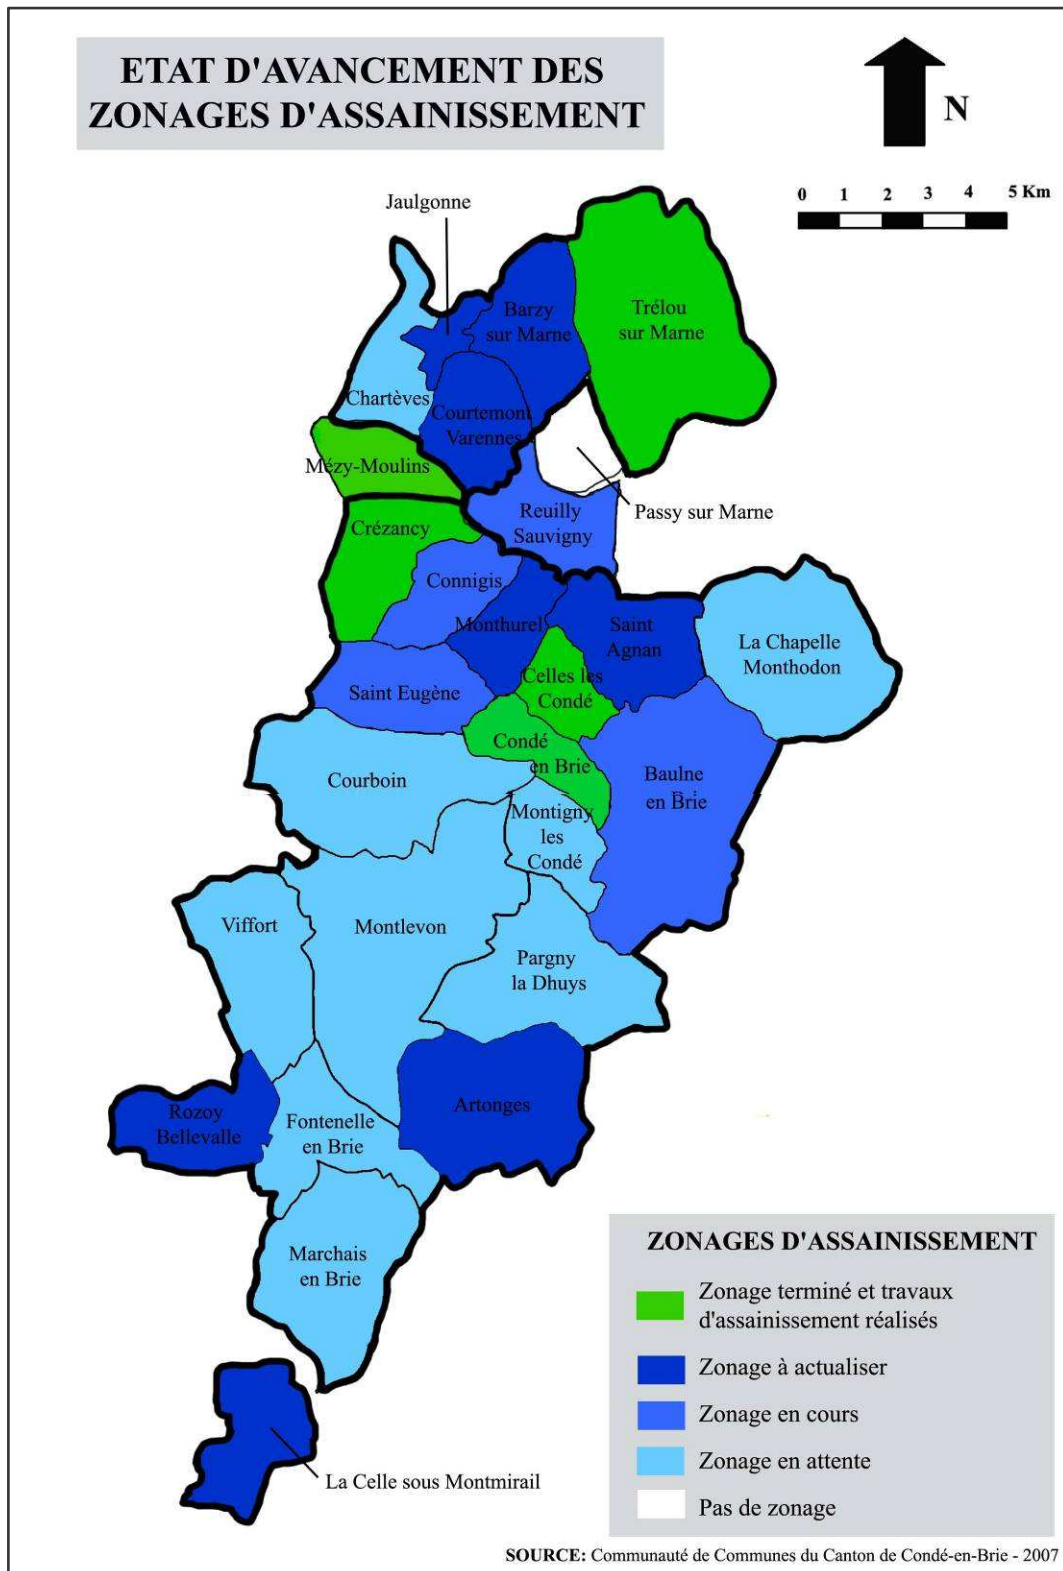 ETAT D'AVANCEMENT DES
ZONAGES D'ASSAINISSEMENT
N
0 1 2 3 4 5 Km
Jaulgonne
Barzy
sur Marne
Trélou
sur Marne
Chartèves
Courtemont
Varennes
Mézy-Moulins
Passy sur Marne
Reuilly
Sauvigny
Crézancy
Connigis
Monthurel
Saint
Agnan
La Chapelle
Monthodon
Celles les
Condé
Saint Eugène
Condé
en Brie
Courboin
Baulne
en Brie
Montigny
les
Condé
Viffort
Montlevon
Pargny
la Dhuys
Artonges
Rozoy
Bellevalle
Fontenelle
en Brie
Marchais
en Brie
La Celle sous Montmirail
ZONAGES D'ASSAINISSEMENT
Zonage terminé et travaux
d'assainissement réalisés
Zonage à actualiser
Zonage en cours
Zonage en attente
Pas de zonage
SOURCE: Communauté de Communes du Canton de Condé-en-Brie - 2007